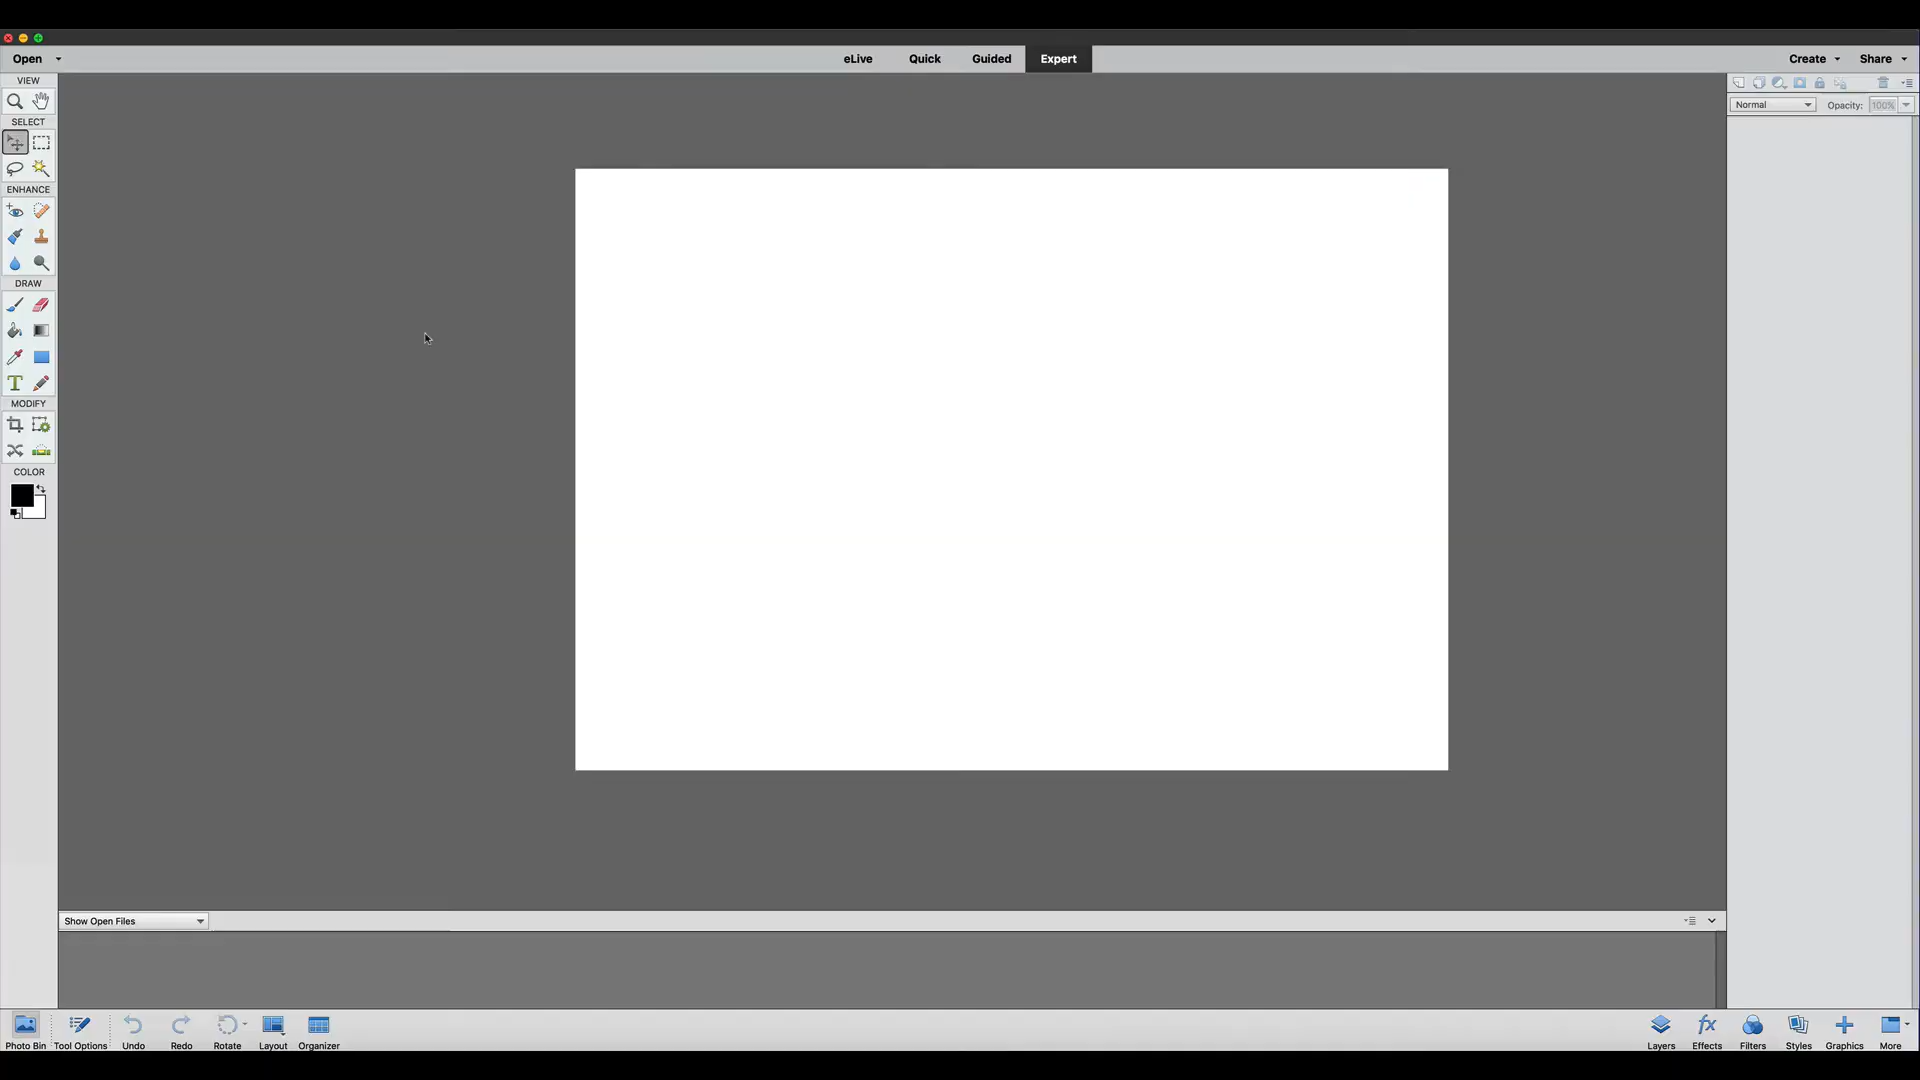 Open
eLive Quick Guided Expert
Create Share
VIEW
SELECT
ENHANCE
DRAW
MODIFY
COLOR
Normal Opacity: 100%
Show Open Files
Photo Bin Tool Options Undo Redo Rotate Layout Organizer
Layers Effects Filters Styles Graphics More